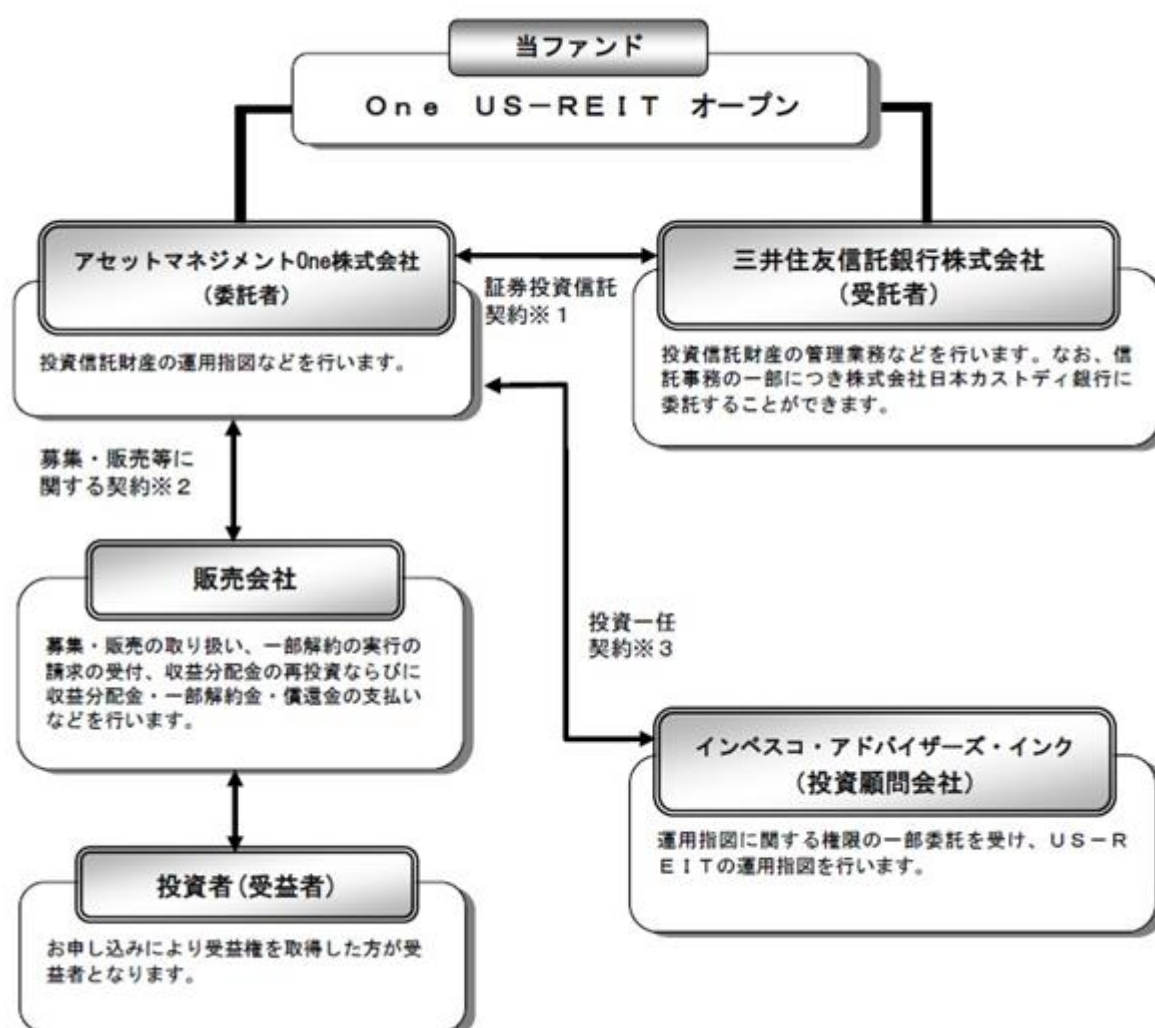 当ファンド
One US-REIT オープン
アセットマネジメントOne株式会社
(委託者)
投資信託財産の運用指図などを行います。
証券投資信託
契約※1
三井住友信託銀行株式会社
(受託者)
投資信託財産の管理業務などを行います。なお、信
託事務の一部につき株式会社日本カストディ銀行に
委託することができます。
募集・販売等に
関する契約※2
販売会社
募集・販売の取り扱い、一部解約の実行の
請求の受付、収益分配金の再投資ならびに
収益分配金・一部解約金・償還金の支払い
などを行います。
投資一任
契約※3
インベスコ・アドバイザーズ・インク
(投資顧問会社)
運用指図に関する権限の一部委託を受け、US-R
EITの運用指図を行います。
投資者(受益者)
お申し込みにより受益権を取得した方が受
益者となります。